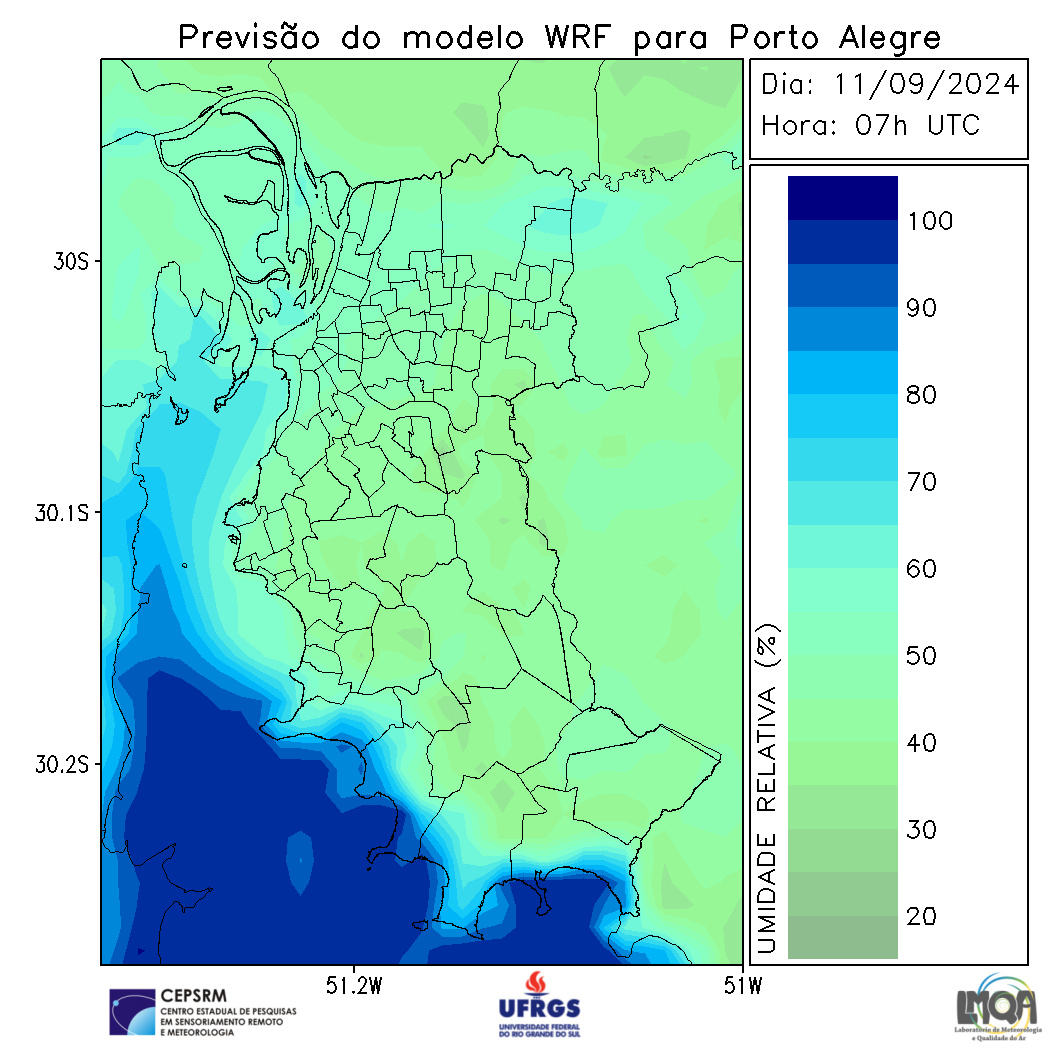 Previsão do modelo WRF para Porto Alegre
Dia: 11/09/2024
Hora: 07h UTC
100
90
80
70
60
50
40
30
20
UMIDADE RELATIVA (%)
30S
30.1S
30.2S
51.2W
51W
CEPSRM
CENTRO ESTADUAL DE PESQUISAS
EM SENSORIAMENTO REMOTO
E METEOROLOGIA
UFRGS
UNIVERSIDADE FEDERAL
DO RIO GRANDE DO SUL
LMQA
Laboratório de Meteorologia
e Qualidade do Ar